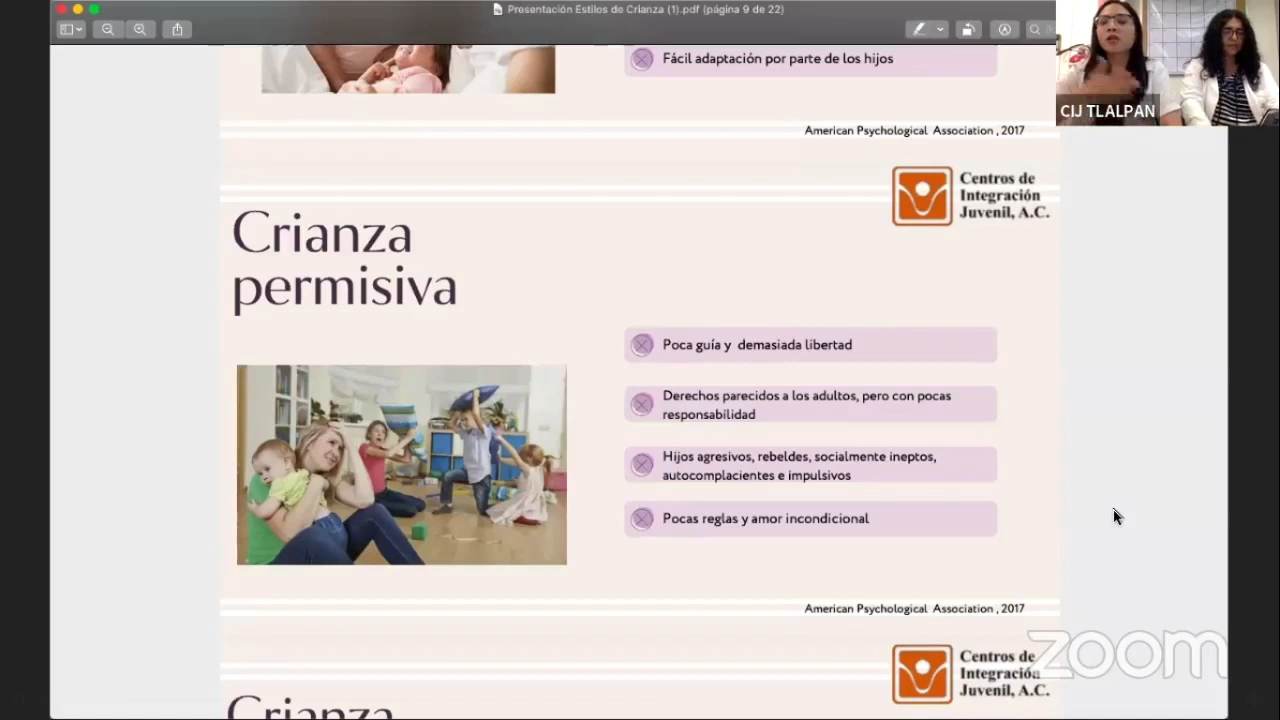 Presentación Estilos de Crianza (1).pdf (página 9 de 22)
Fácil adaptación por parte de los hijos
CIJ TLALPAN
American Psychological Association , 2017
Centros de
Integración
Juvenil, A.C.
Crianza
permisiva
Poca guía y demasiada libertad
Derechos parecidos a los adultos, pero con pocas
responsabilidad
Hijos agresivos, rebeldes, socialmente ineptos,
autocomplacientes e impulsivos
Pocas reglas y amor incondicional
American Psychological Association , 2017
Centros de
Integración
Juvenil, A.C.
zoom
Crianza